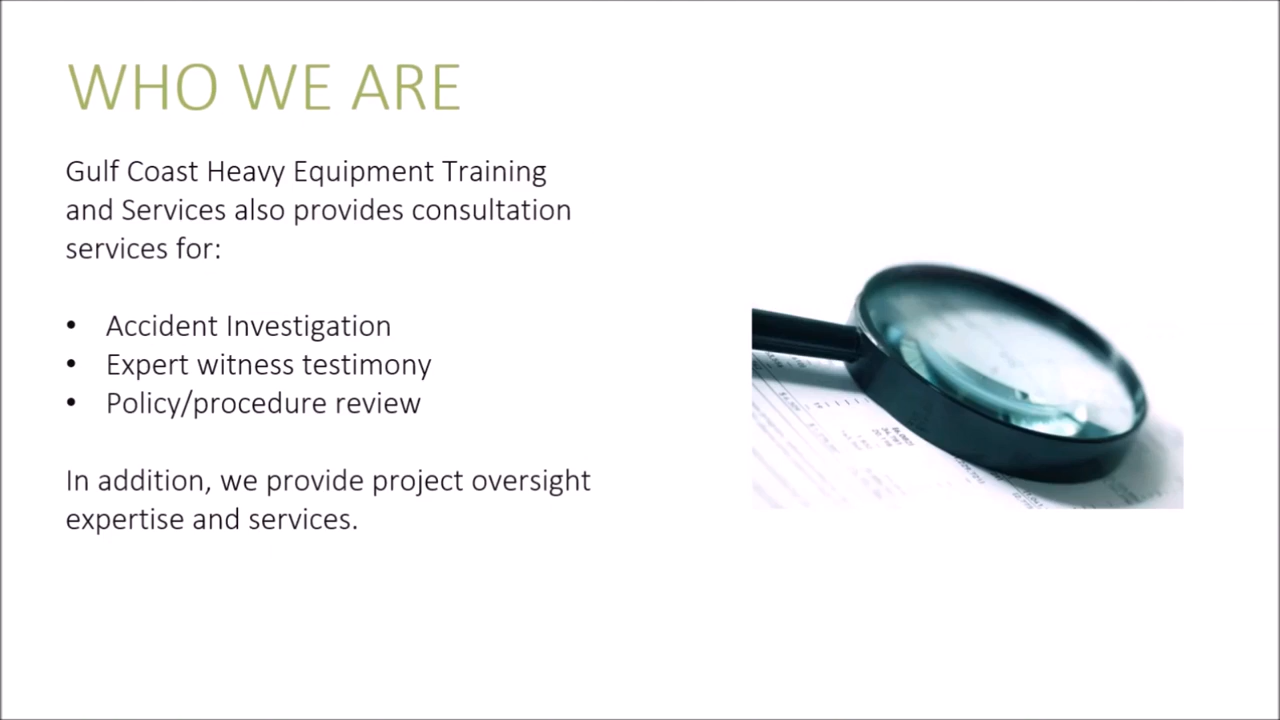 WHO WE ARE
Gulf Coast Heavy Equipment Training
and Services also provides consultation
services for:
• Accident Investigation
• Expert witness testimony
• Policy/procedure review
In addition, we provide project oversight
expertise and services.